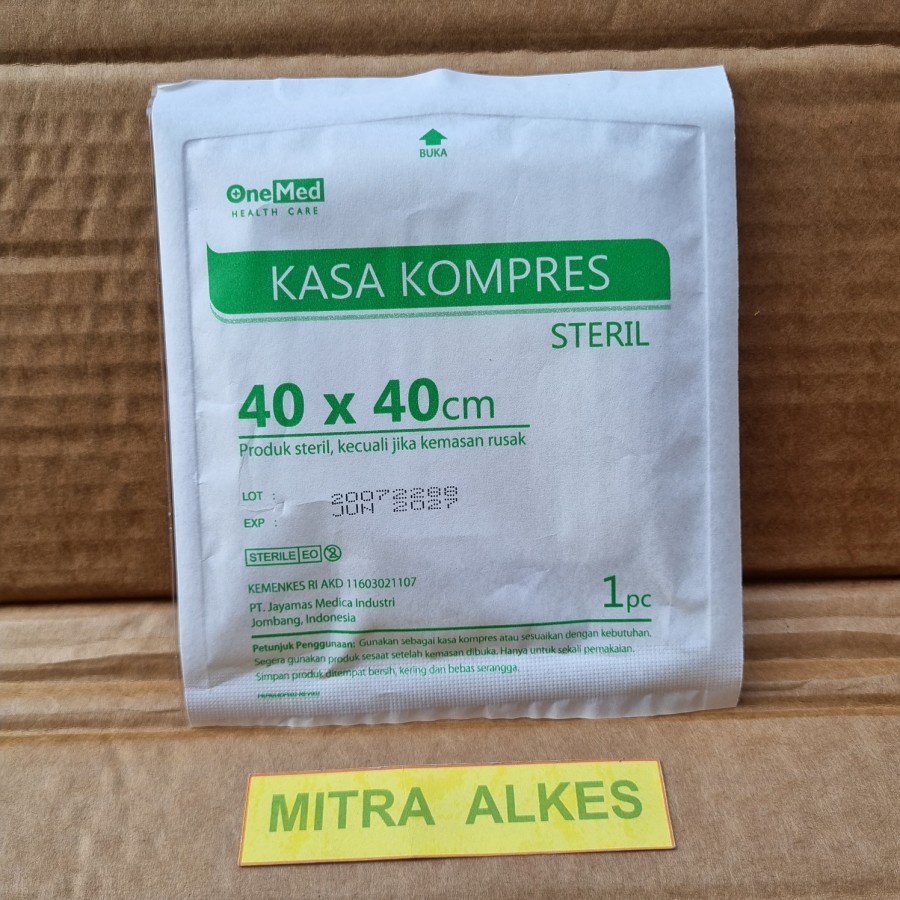 BUKA
OneMed
HEALTH CARE
KASA KOMPRES
STERIL
40 x 40cm
Produk steril, kecuali jika kemasan rusak
LOT : 20072288
EXP : JUN 2027
STERILE EO
KEMENKES RI AKD 11603021107
1pc
PT. Jayamas Medica Industri
Jombang, Indonesia
Petunjuk Penggunaan: Gunakan sebagai kasa kompres atau sesuaikan dengan kebutuhan.
Segera gunakan produk sesaat setelah kemasan dibuka. Hanya untuk sekali pemakaian.
Simpan produk ditempat bersih, kering dan bebas serangga.
MITRA ALKES